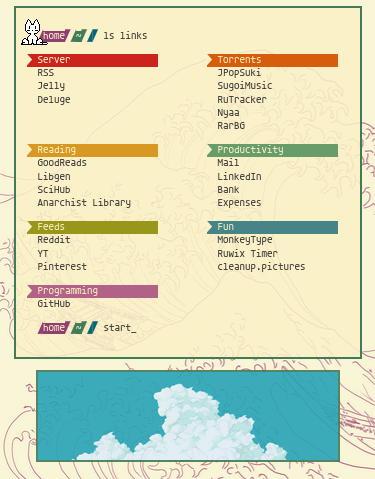 home ~ ls links
Server
RSS
Jelly
Deluge
Torrents
JPopSuki
SugoiMusic
RuTracker
Nyaa
RarBG
Reading
GoodReads
Libgen
SciHub
Anarchist Library
Productivity
Mail
LinkedIn
Bank
Expenses
Feeds
Reddit
YT
Pinterest
Fun
MonkeyType
Ruwix Timer
cleanup.pictures
Programming
GitHub
home ~ start_